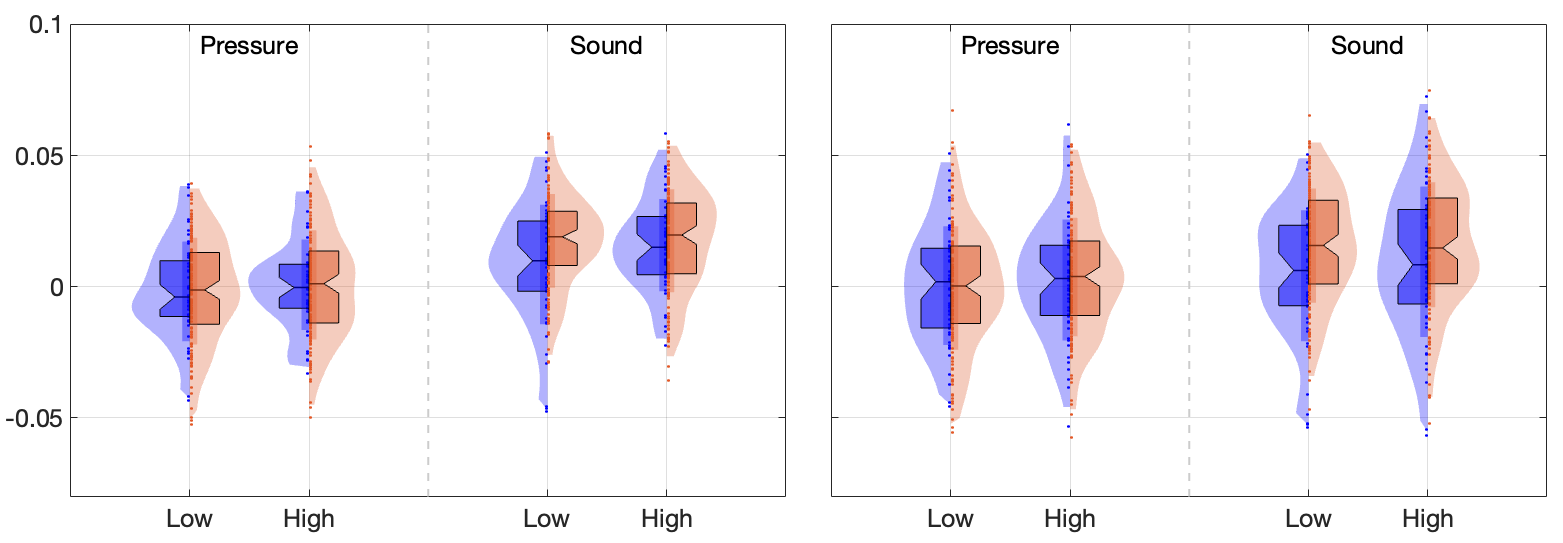 0.1
0.05
0
-0.05
Pressure Sound
Low High Low High
Pressure Sound
Low High Low High